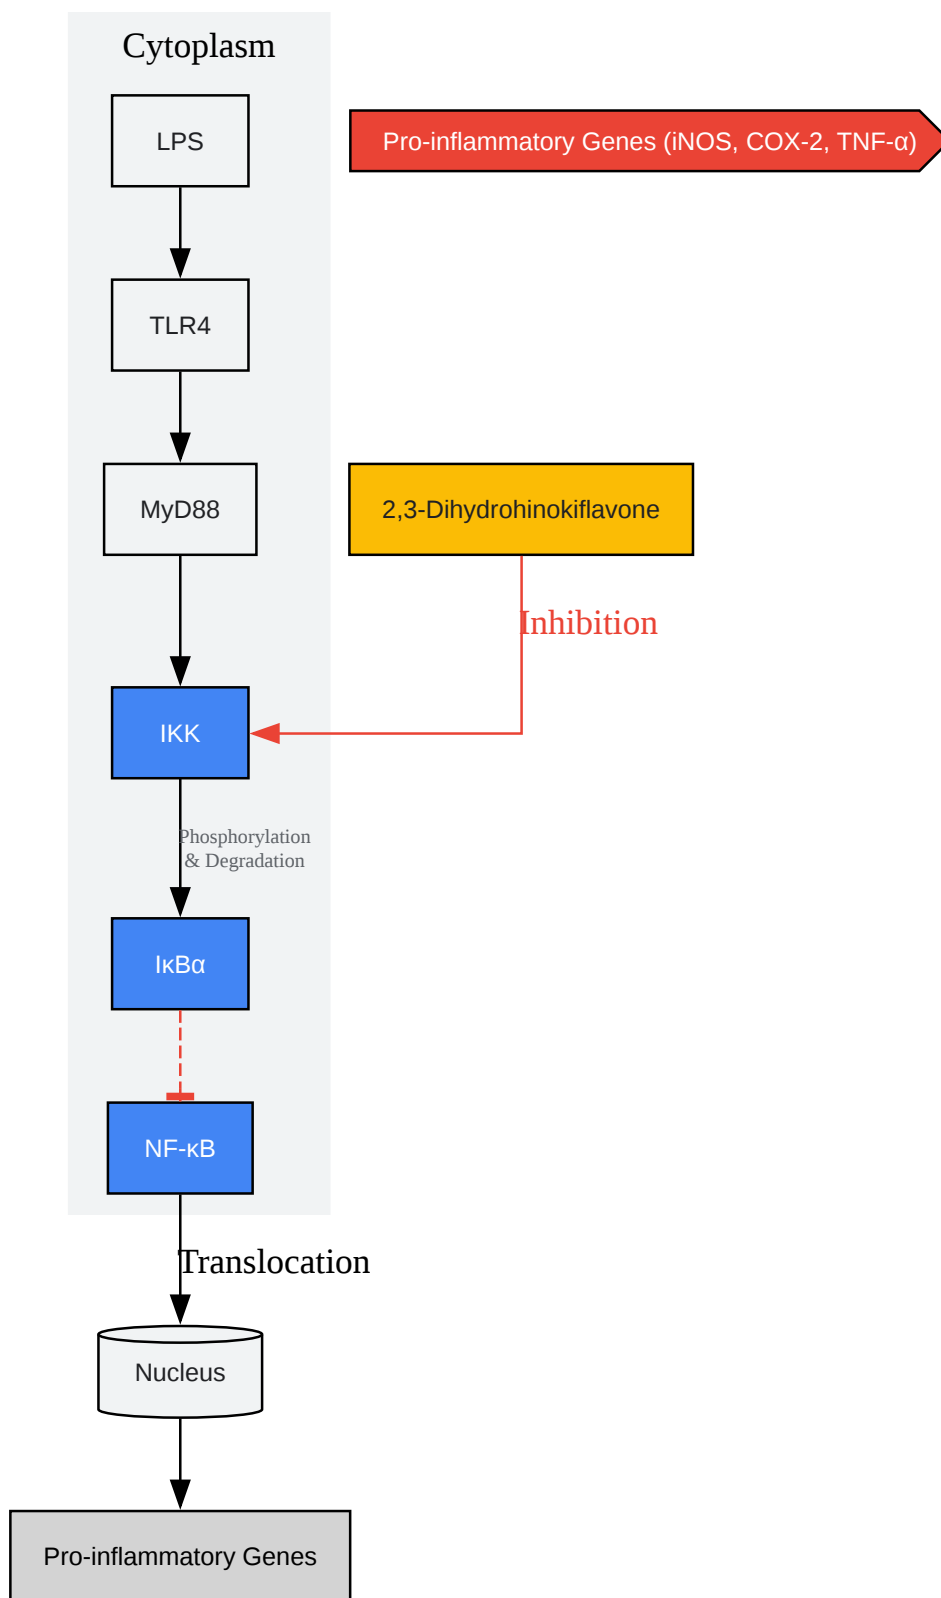 Cytoplasm
LPS
Pro-inflammatory Genes (iNOS, COX-2, TNF-α)
TLR4
MyD88
2,3-Dihydrohinokiflavone
Inhibition
IKK
Phosphorylation
& Degradation
IκBα
NF-κB
Translocation
Nucleus
Pro-inflammatory Genes